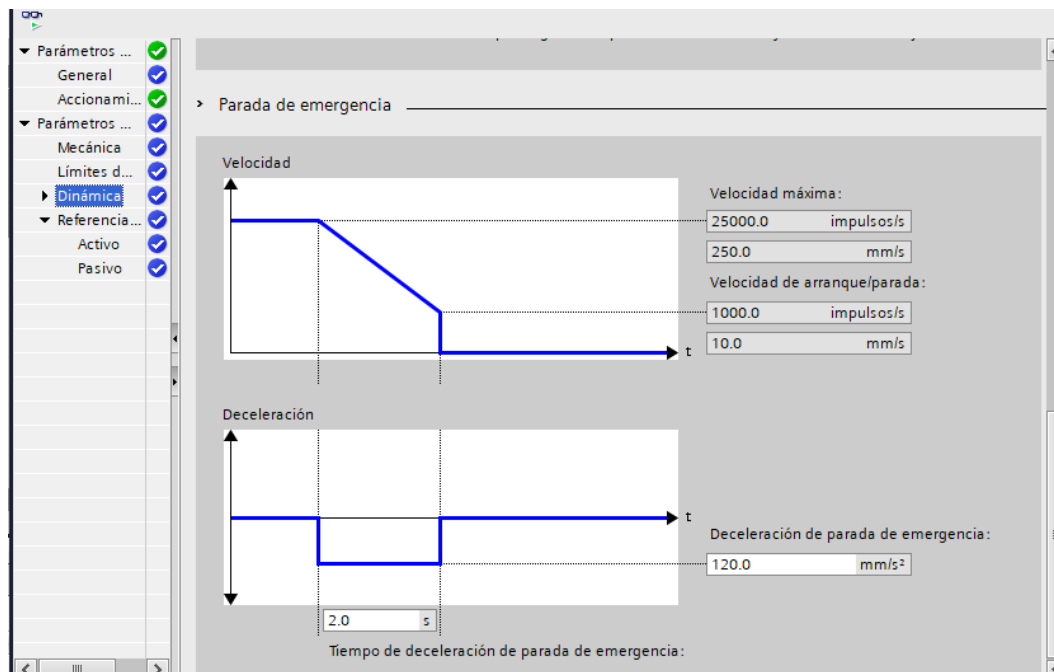 Parámetros ...
General
Accionami...
Parámetros ...
Mecánica
Límites d...
Dinámica
Referencia...
Activo
Pasivo
Parada de emergencia
Velocidad
t
Velocidad máxima:
25000.0 impulsos/s
250.0 mm/s
Velocidad de arranque/parada:
1000.0 impulsos/s
10.0 mm/s
Deceleración
t
Deceleración de parada de emergencia:
120.0 mm/s²
2.0 s
Tiempo de deceleración de parada de emergencia: